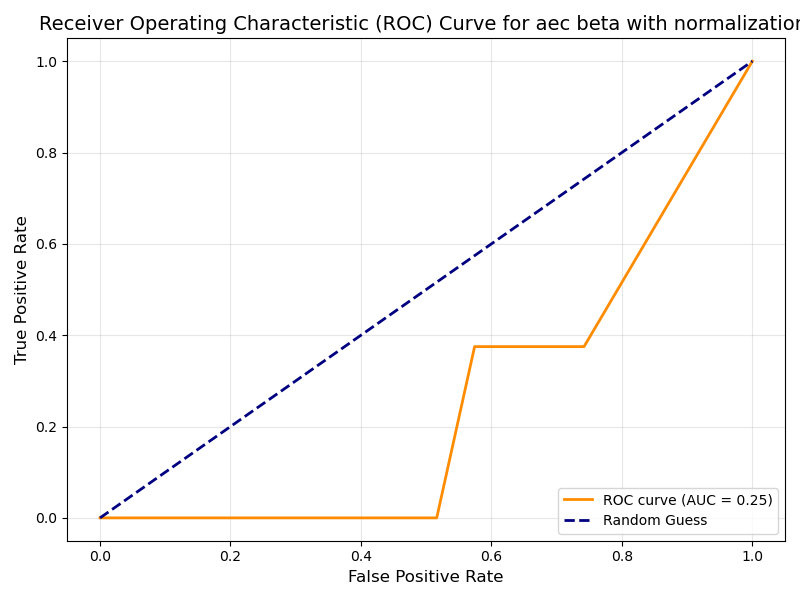 Receiver Operating Characteristic (ROC) Curve for aec beta with normalization
1.0
0.8
0.6
0.4
0.2
0.0
True Positive Rate
0.0 0.2 0.4 0.6 0.8 1.0
False Positive Rate
ROC curve (AUC = 0.25)
Random Guess